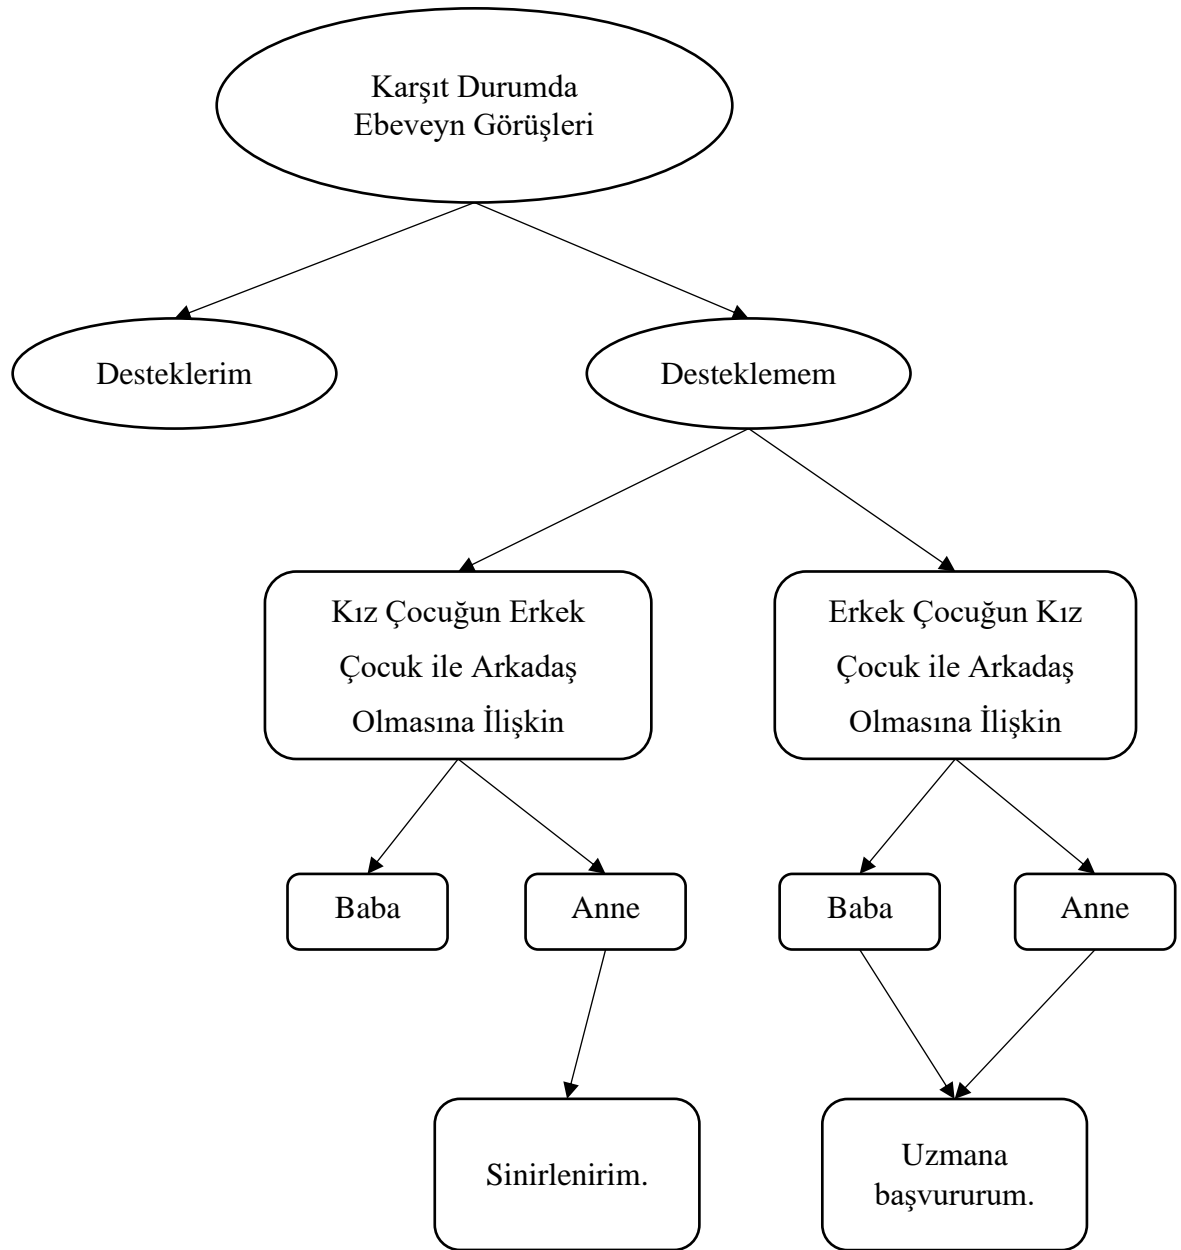 Karşıt Durumda
Ebeveyn Görüşleri
Desteklerim
Desteklemem
Kız Çocuğun Erkek
Çocuk ile Arkadaş
Olmasına İlişkin
Erkek Çocuğun Kız
Çocuk ile Arkadaş
Olmasına İlişkin
Baba
Anne
Baba
Anne
Sinirlenirim.
Uzmana
başvururum.